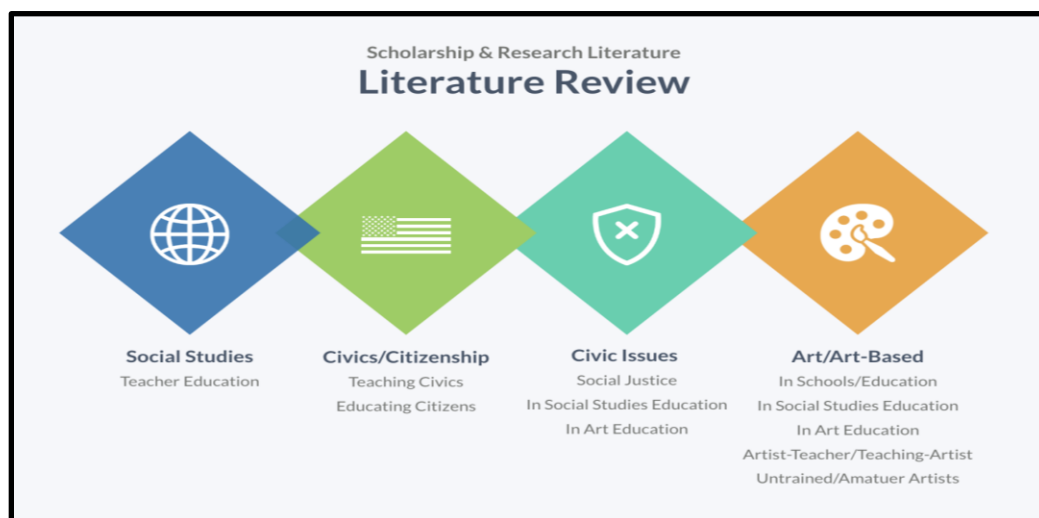 Scholarship & Research Literature
Literature Review
Social Studies
Teacher Education
Civics/Citizenship
Teaching Civics
Educating Citizens
Civic Issues
Social Justice
In Social Studies Education
In Art Education
Art/Art-Based
In Schools/Education
In Social Studies Education
In Art Education
Artist-Teacher/Teaching-Artist
Untrained/Amatuer Artists